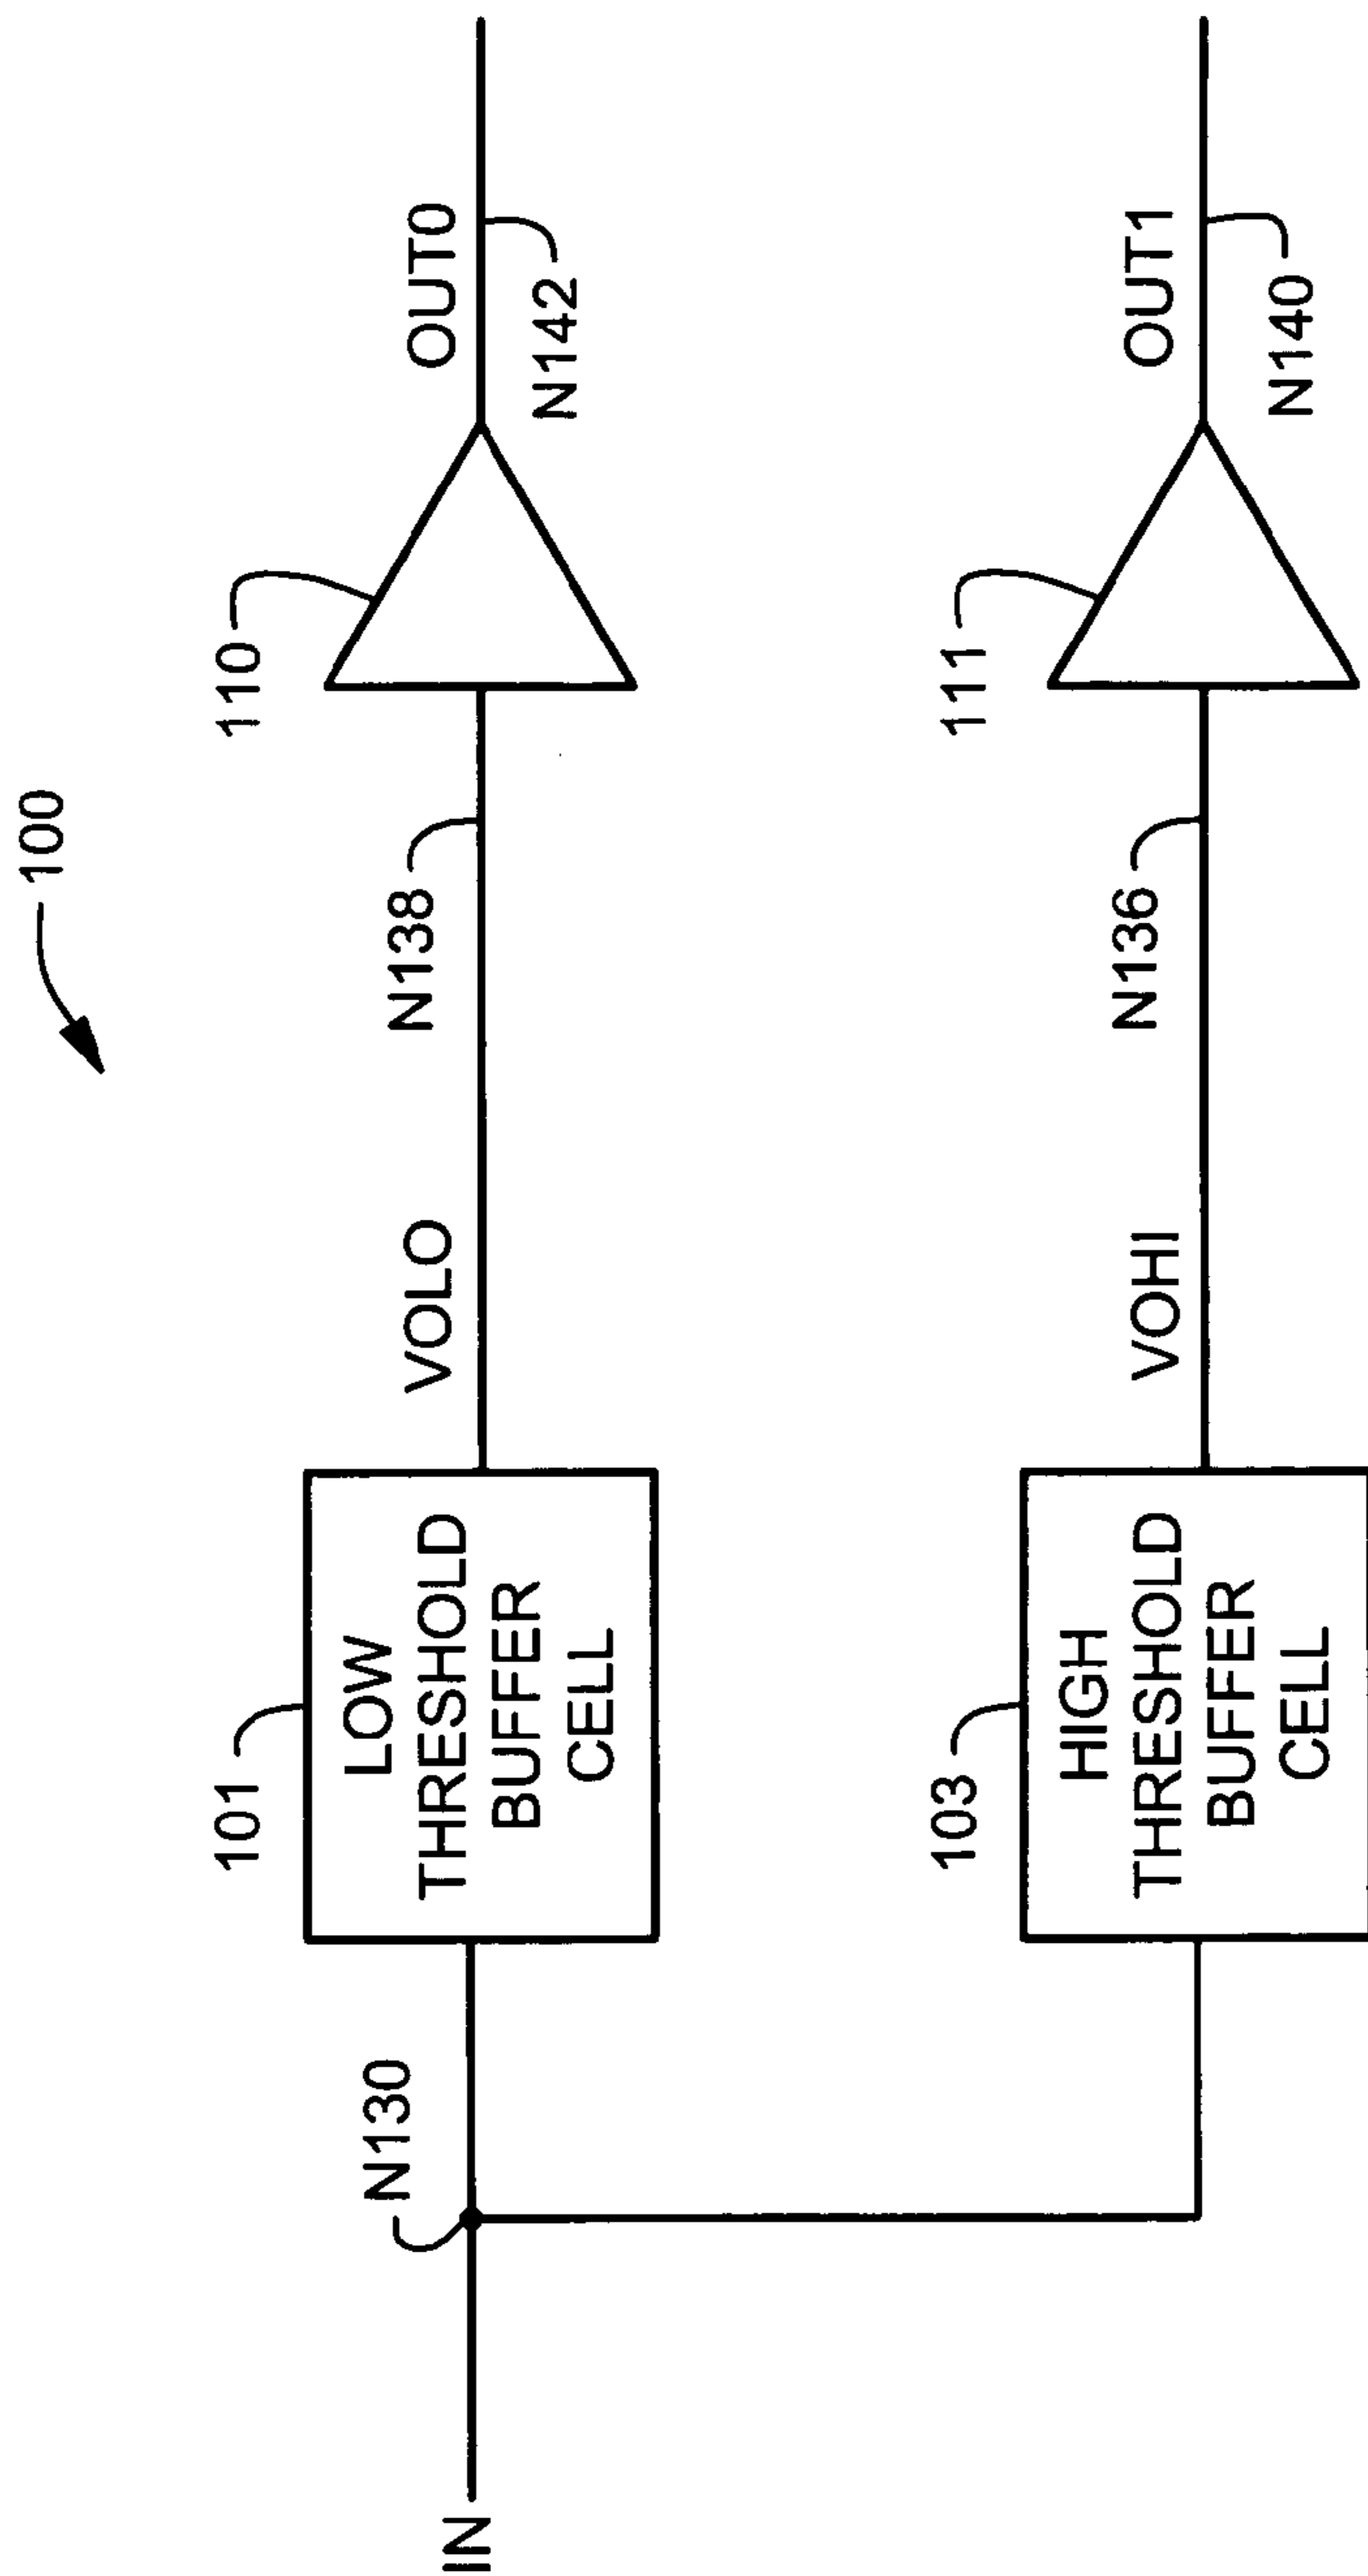 100
IN
N130
101
LOW
THRESHOLD
BUFFER
CELL
VOLO
N138
110
OUT0
N142
103
HIGH
THRESHOLD
BUFFER
CELL
VOHI
N136
111
OUT1
N140